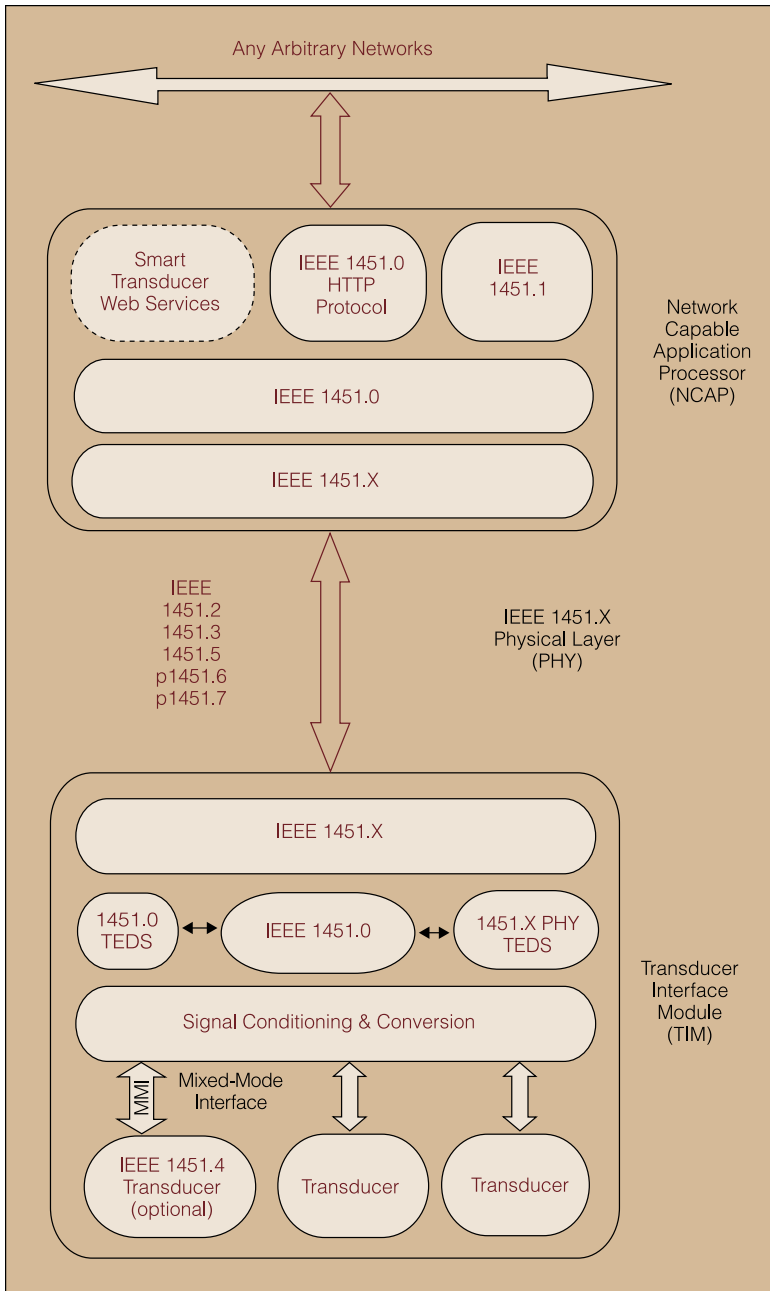 Any Arbitrary Networks
Smart
Transducer
Web Services
IEEE 1451.0
HTTP
Protocol
IEEE
1451.1
IEEE 1451.0
IEEE 1451.X
Network
Capable
Application
Processor
(NCAP)
IEEE
1451.2
1451.3
1451.5
p1451.6
p1451.7
IEEE 1451.X
Physical Layer
(PHY)
IEEE 1451.X
1451.0
TEDS
IEEE 1451.0
1451.X PHY
TEDS
Signal Conditioning & Conversion
Transducer
Interface
Module
(TIM)
MMI
Mixed-Mode
Interface
IEEE 1451.4
Transducer
(optional)
Transducer
Transducer